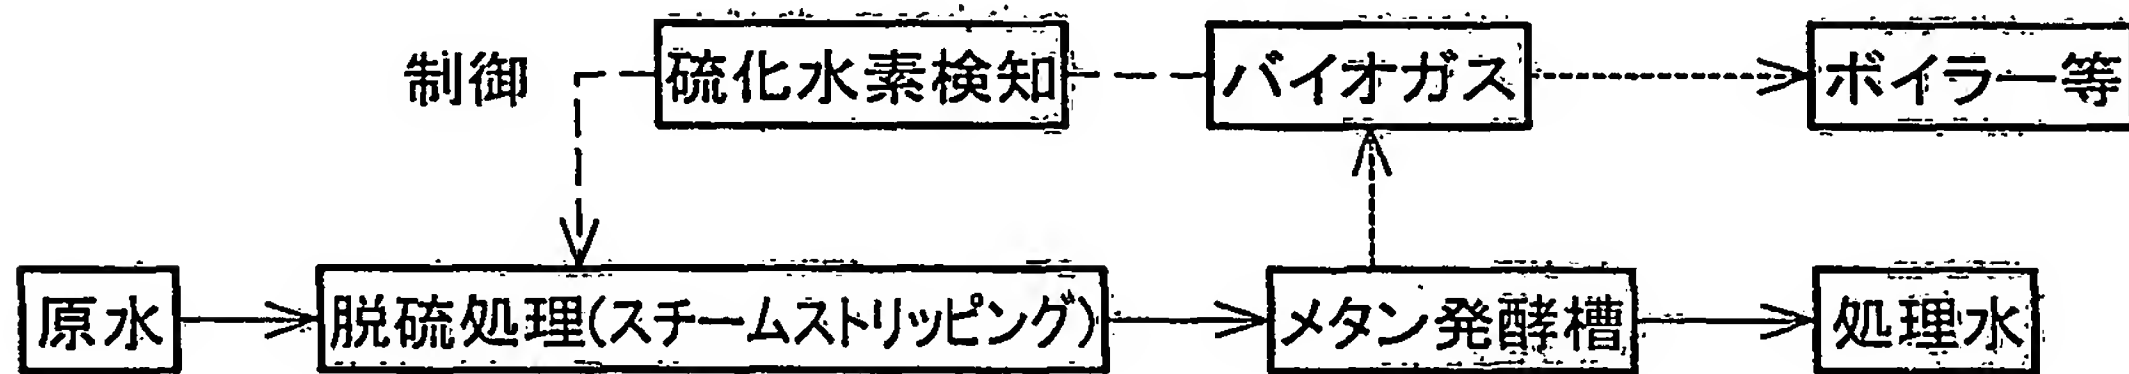 制御
硫化水素検知
バイオガス
ボイラー等
原水
脱硫処理(スチームストリッピング)
メタン発酵槽
処理水